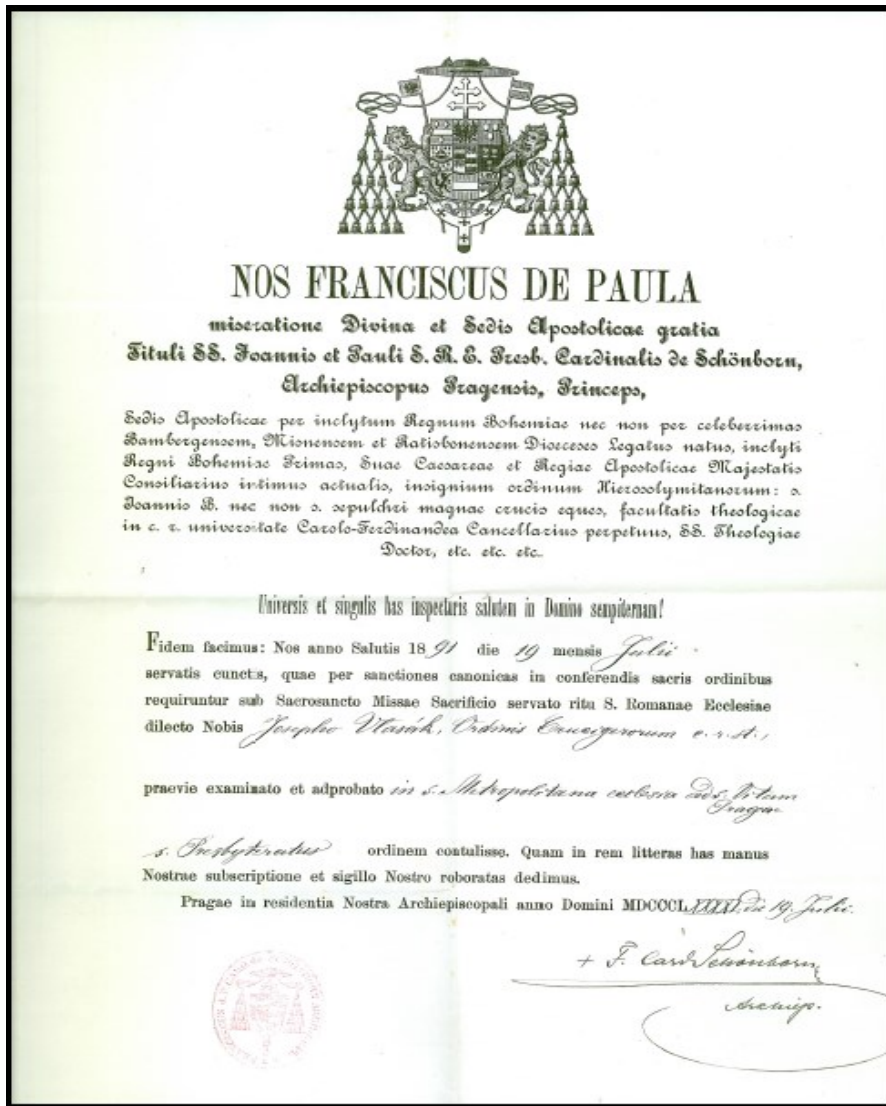 NOS FRANCISCUS DE PAULA
miseratione Divina et Sedis Apostolicae gratia
Tituli SS. Joannis et Pauli S. R. E. Presb. Cardinalis de Schönborn,
Archiepiscopus Pragensis, Princeps,
Sedis Apostolicae per inclytum Regnum Bohemiae nec non per celeberrimas
Bambergensem, Misnensem et Ratisbonensem Dioeceses Legatus natus, inclyti
Regni Bohemiae Primas, Suae Caesareae et Regiae Apostolicae Majestatis
Consiliarius intimus actualis, insignium ordinum Hierosolymitanorum: s.
Joannis B. nec non s. sepulchri magnae crucis eques, facultatis theologicae
in c. r. universitate Carolo-Ferdinandea Cancellarius perpetuus, SS. Theologiae
Doctor, etc. etc. etc.
Universis et singulis has inspecturis salutem in Domino sempiternam!
Fidem facimus: Nos anno Salutis 1891 die 19 mensis Julii
servatis cunctis, quae per sanctiones canonicas in conferendis sacris ordinibus
requiruntur sub Sacrosancto Missae Sacrificio servato ritu S. Romanae Ecclesiae
dilecto Nobis Josepho Vlasák, Ordinis Crucigerorum c. r. st.,
praevie examinato et adprobato in s. Metropolitana ecclesia ad s. Vitum
Pragae
s. Presbyteratus ordinem contulisse. Quam in rem litteras has manus
Nostrae subscriptione et sigillo Nostro roboratas dedimus.
Pragae in residentia Nostra Archiepiscopali anno Domini MDCCCLXXXXI die 19. Julii.
+ F. Card Schönborn
Archiep.